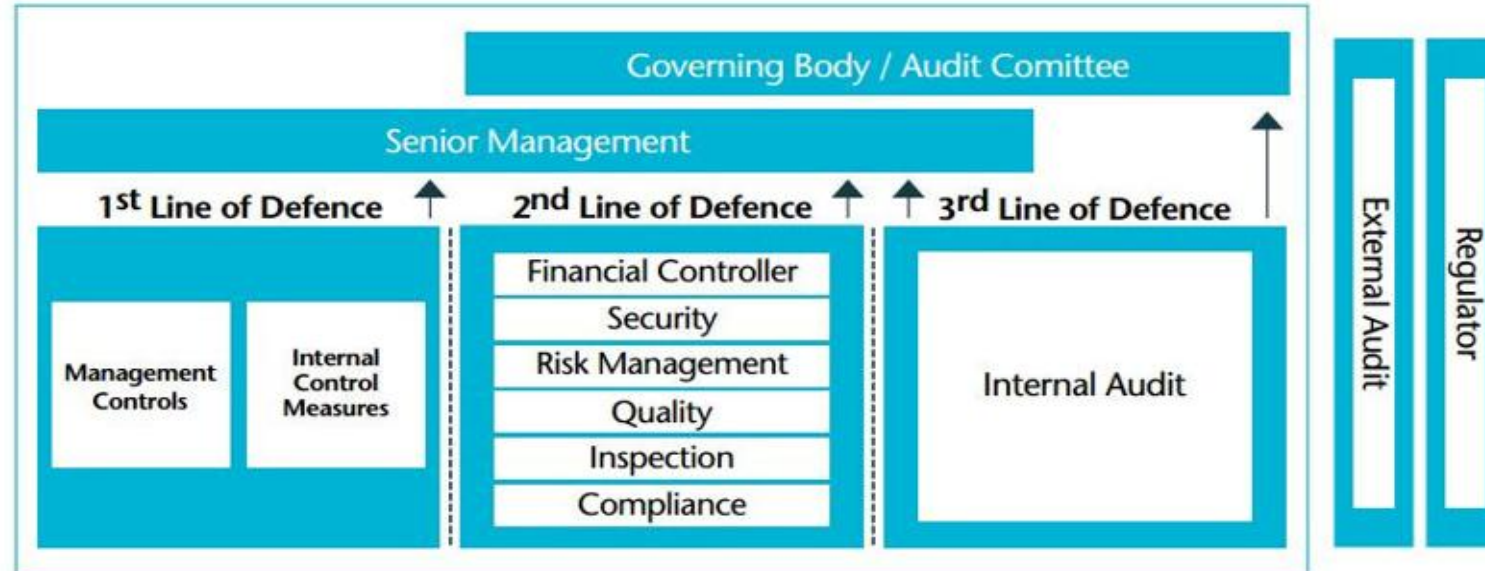 Governing Body / Audit Comittee
Senior Management
1st Line of Defence
2nd Line of Defence
3rd Line of Defence
Management
Controls
Internal
Control
Measures
Financial Controller
Security
Risk Management
Quality
Inspection
Compliance
Internal Audit
External Audit
Regulator